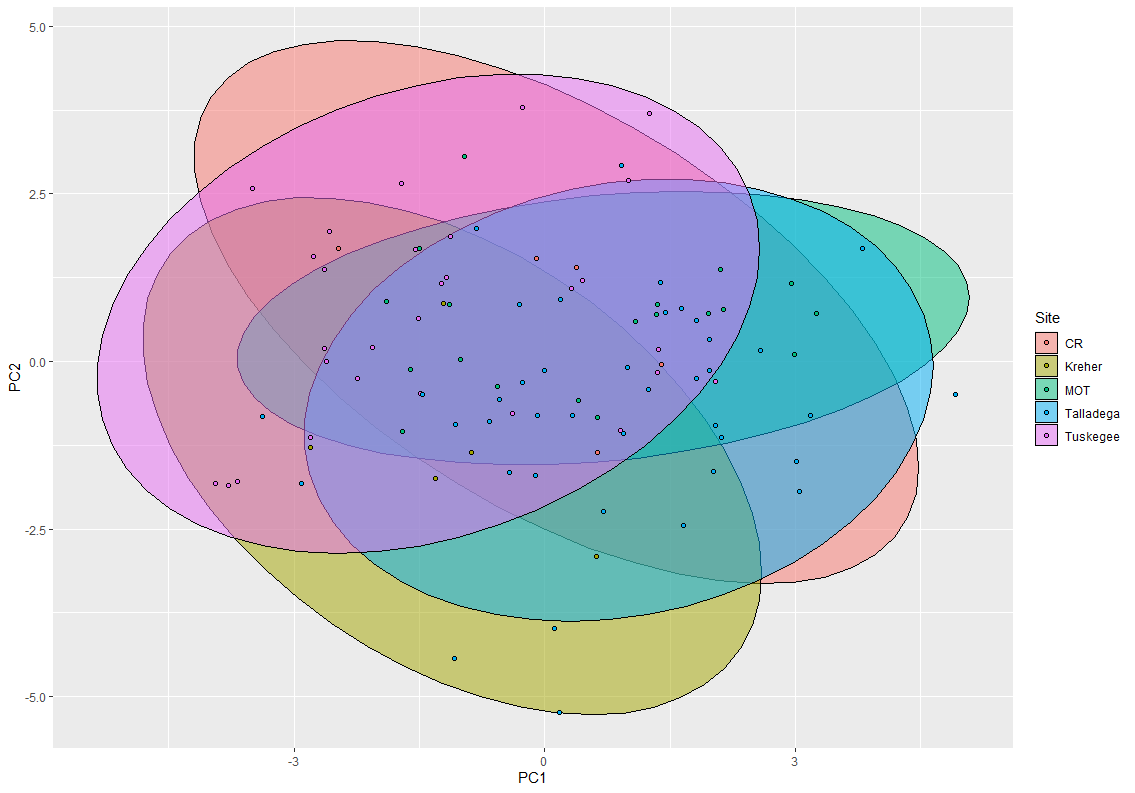 5.0
2.5
0.0
-2.5
-5.0
PC2
-3
0
3
PC1
Site
CR
Kreher
MOT
Talladega
Tuskegee